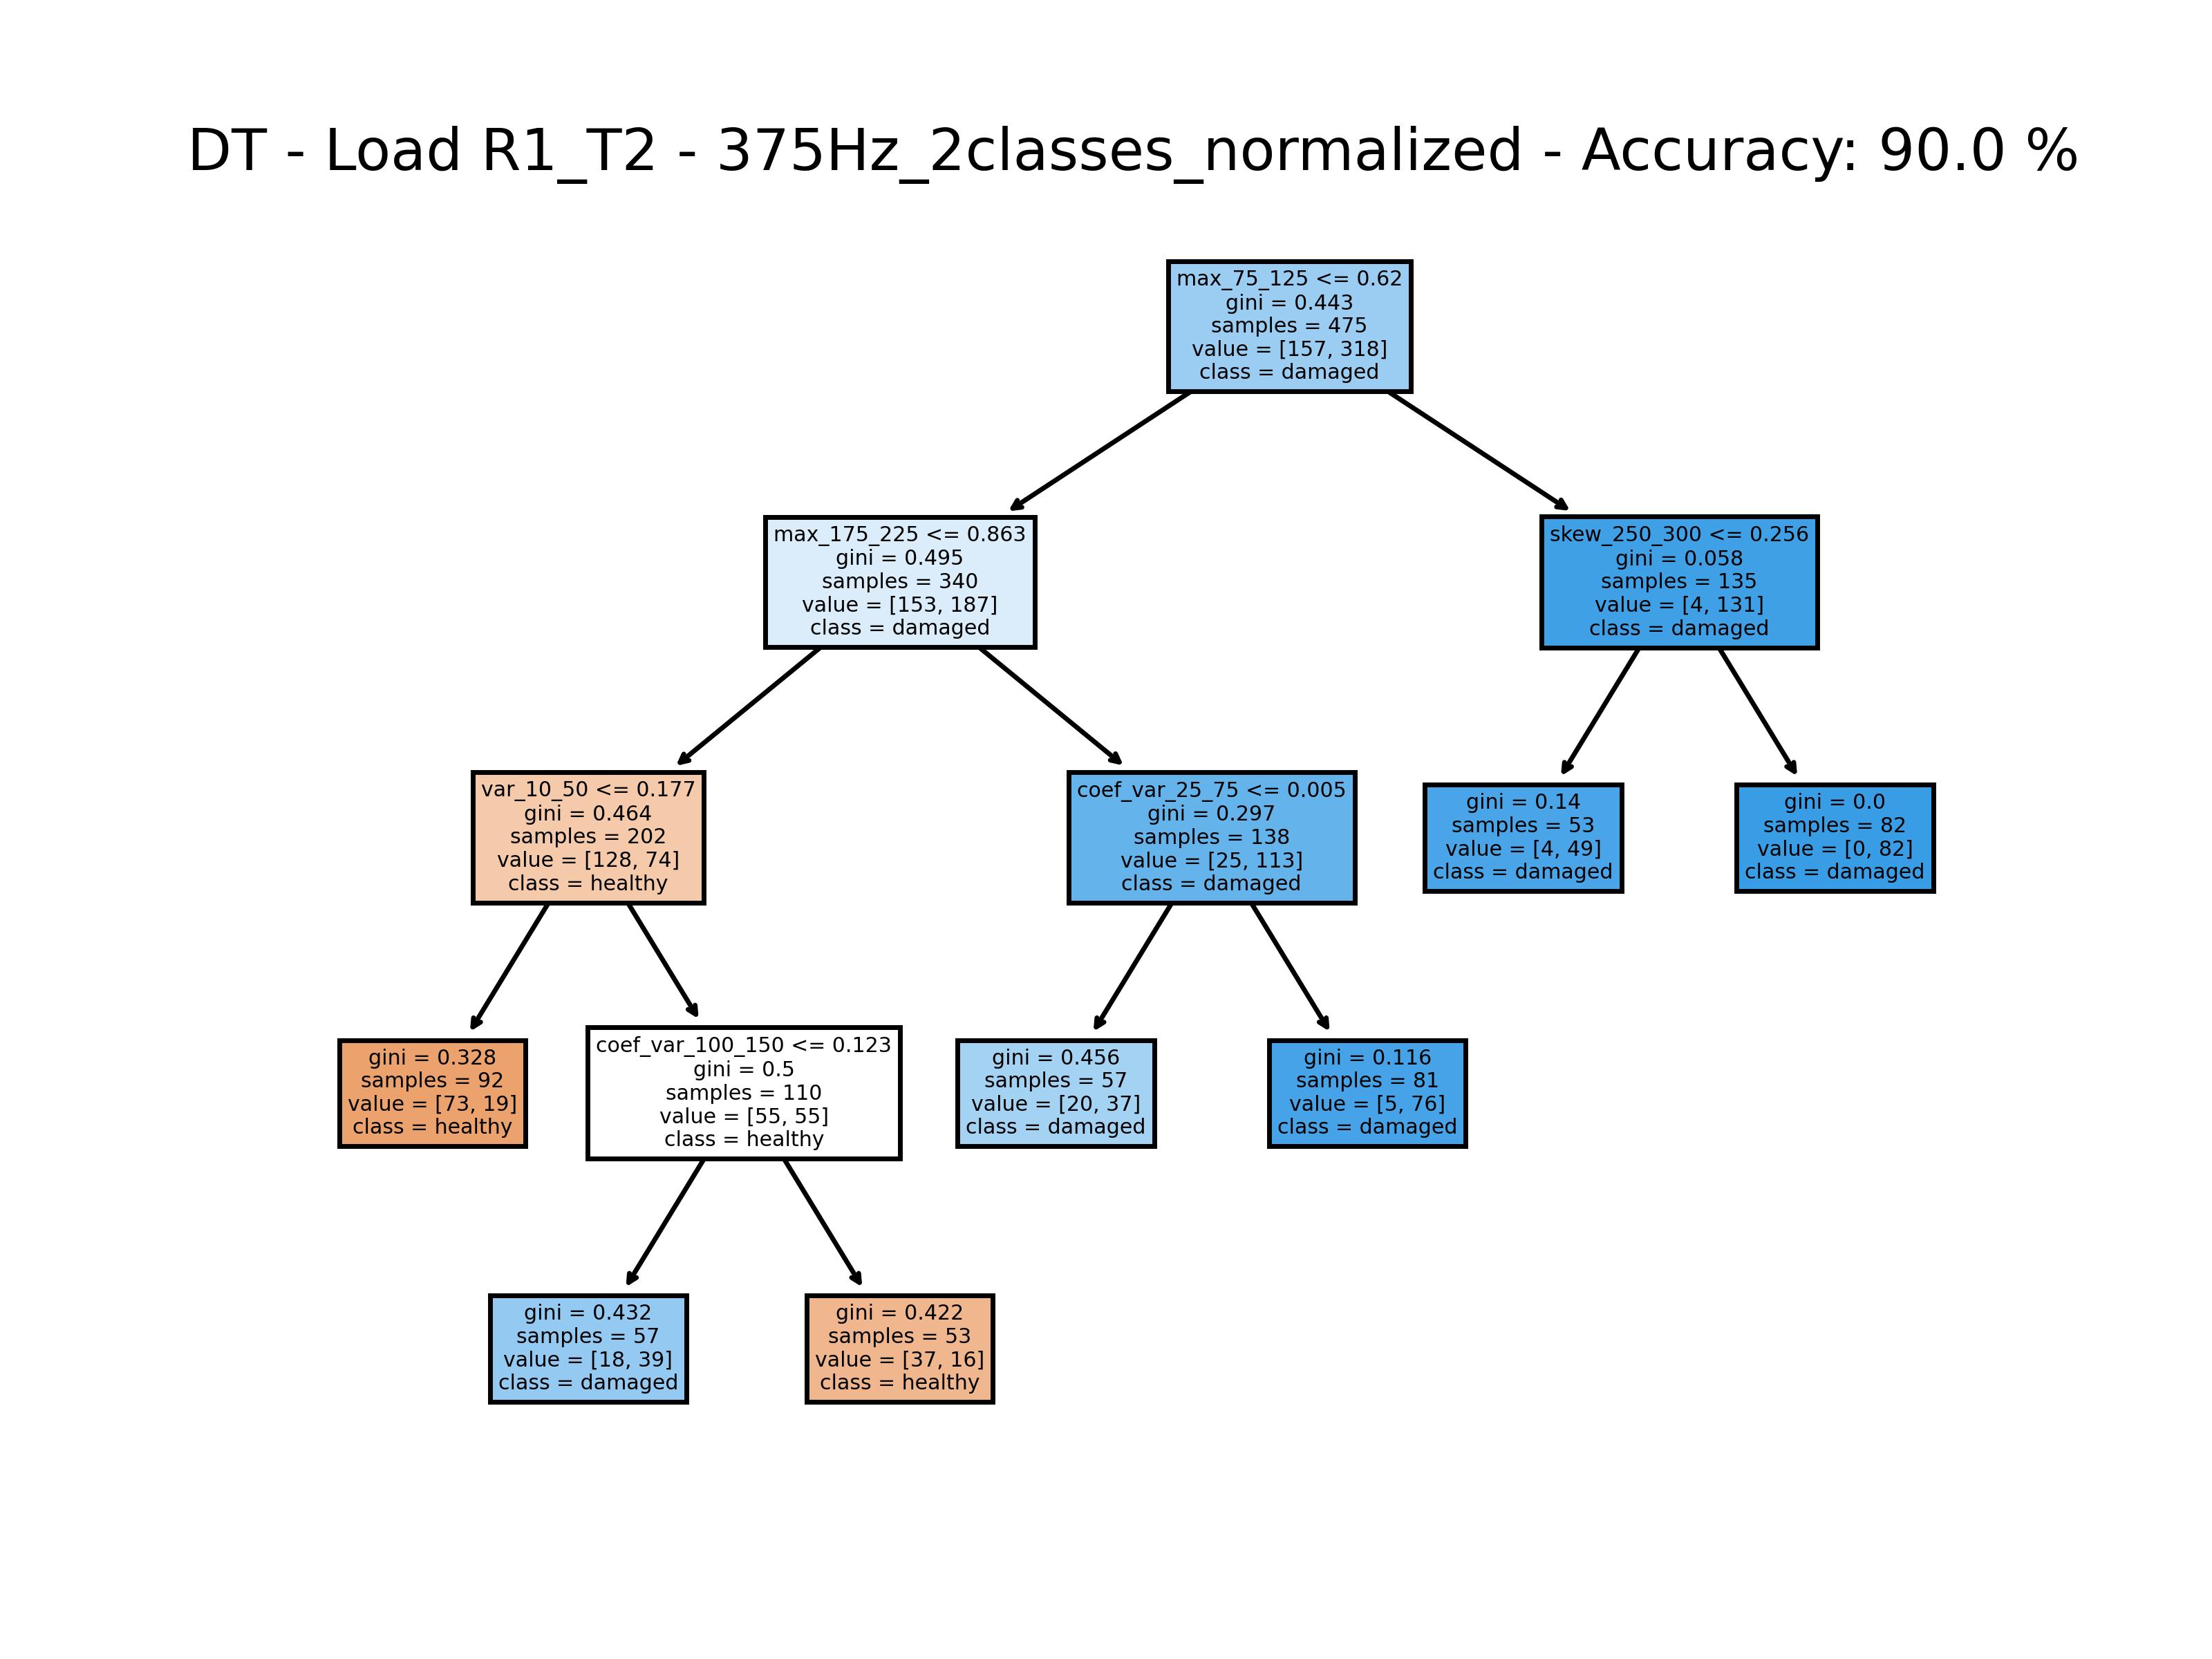 DT - Load R1_T2 - 375Hz_2classes_normalized - Accuracy: 90.0 %
max_75_125 <= 0.62
gini = 0.443
samples = 475
value = [157, 318]
class = damaged
max_175_225 <= 0.863
gini = 0.495
samples = 340
value = [153, 187]
class = damaged
skew_250_300 <= 0.256
gini = 0.058
samples = 135
value = [4, 131]
class = damaged
var_10_50 <= 0.177
gini = 0.464
samples = 202
value = [128, 74]
class = healthy
coef_var_25_75 <= 0.005
gini = 0.297
samples = 138
value = [25, 113]
class = damaged
gini = 0.14
samples = 53
value = [4, 49]
class = damaged
gini = 0.0
samples = 82
value = [0, 82]
class = damaged
gini = 0.328
samples = 92
value = [73, 19]
class = healthy
coef_var_100_150 <= 0.123
gini = 0.5
samples = 110
value = [55, 55]
class = healthy
gini = 0.456
samples = 57
value = [20, 37]
class = damaged
gini = 0.116
samples = 81
value = [5, 76]
class = damaged
gini = 0.432
samples = 57
value = [18, 39]
class = damaged
gini = 0.422
samples = 53
value = [37, 16]
class = healthy